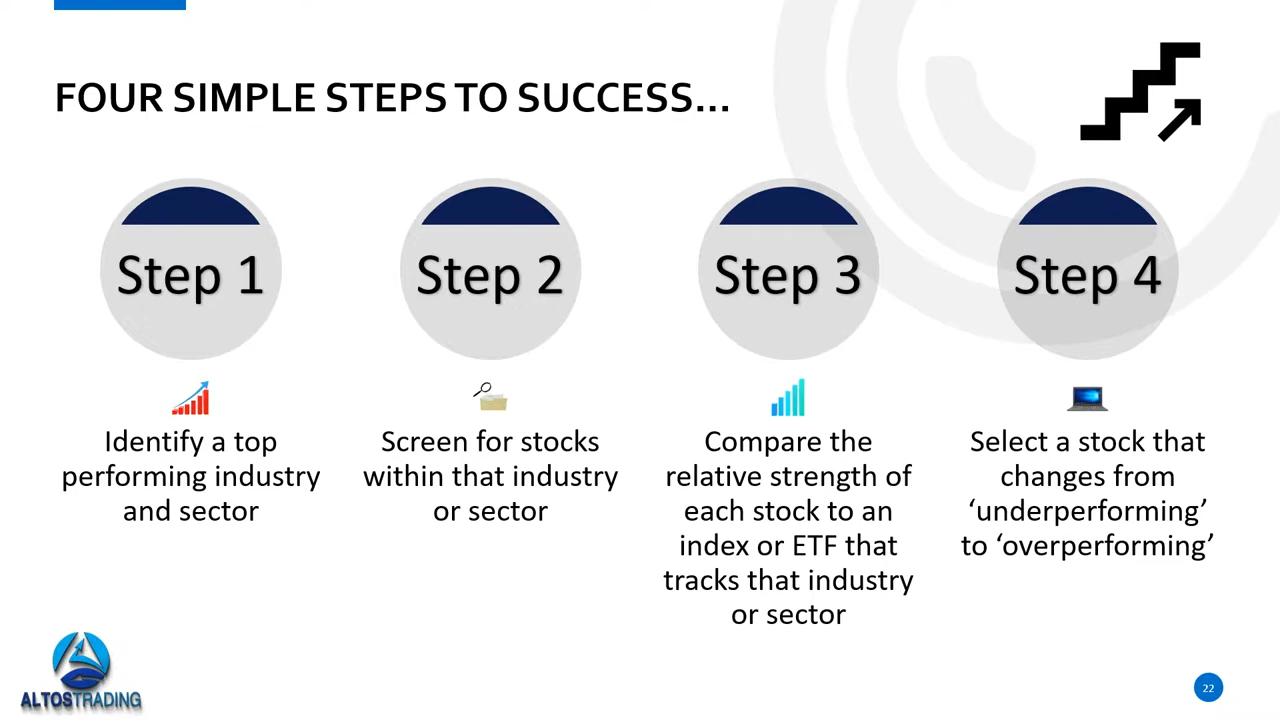 FOUR SIMPLE STEPS TO SUCCESS...
Step 1
Identify a top
performing industry
and sector
Step 2
Screen for stocks
within that industry
or sector
Step 3
Compare the
relative strength of
each stock to an
index or ETF that
tracks that industry
or sector
Step 4
Select a stock that
changes from
‘underperforming’
to ‘overperforming’
ALTOSTRADING
22